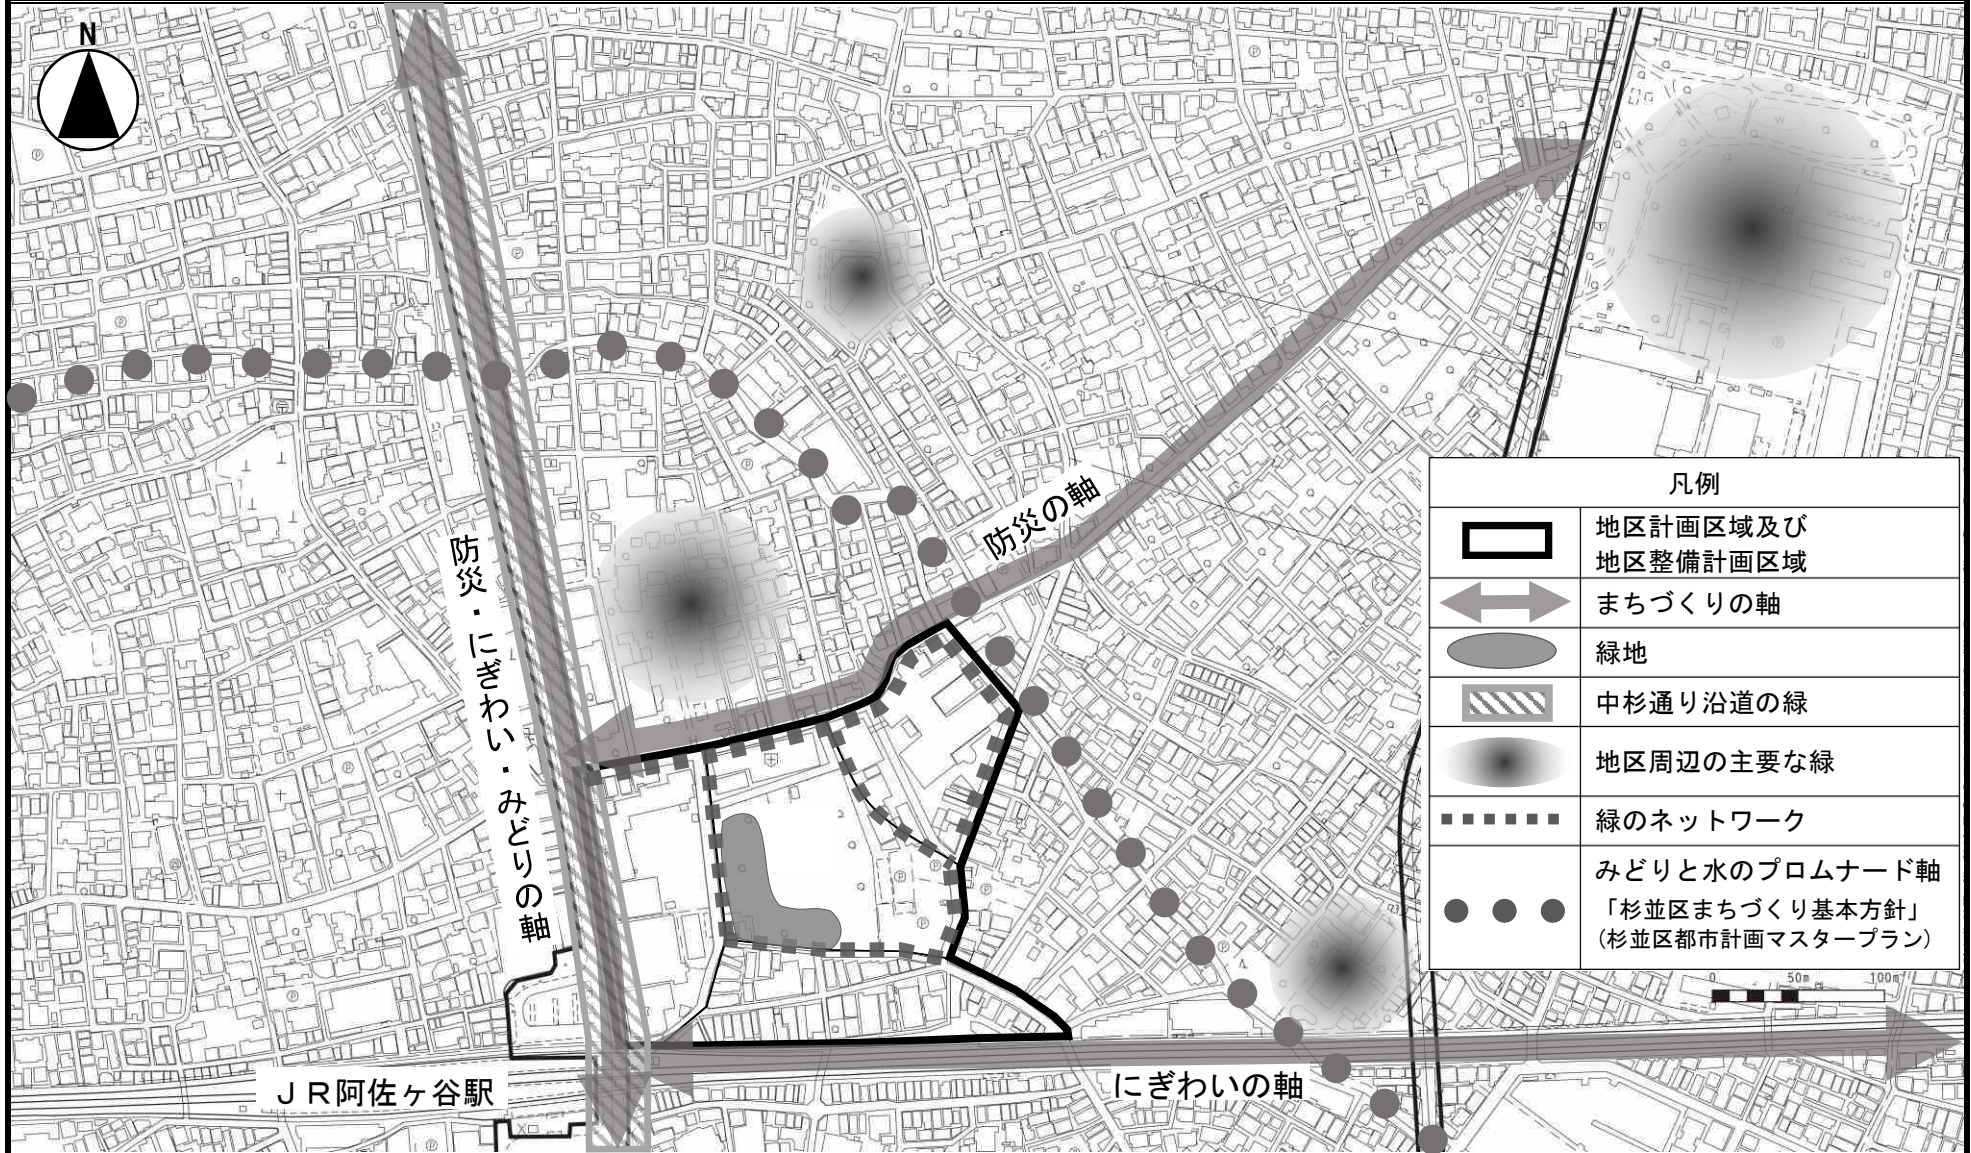 N
防災の軸
防災・にぎわい・みどりの軸
凡例
地区計画区域及び
地区整備計画区域
まちづくりの軸
緑地
中杉通り沿道の緑
地区周辺の主要な緑
緑のネットワーク
みどりと水のプロムナード軸
「杉並区まちづくり基本方針」
(杉並区都市計画マスタープラン)
0 50m 100m
にぎわいの軸
JR阿佐ヶ谷駅